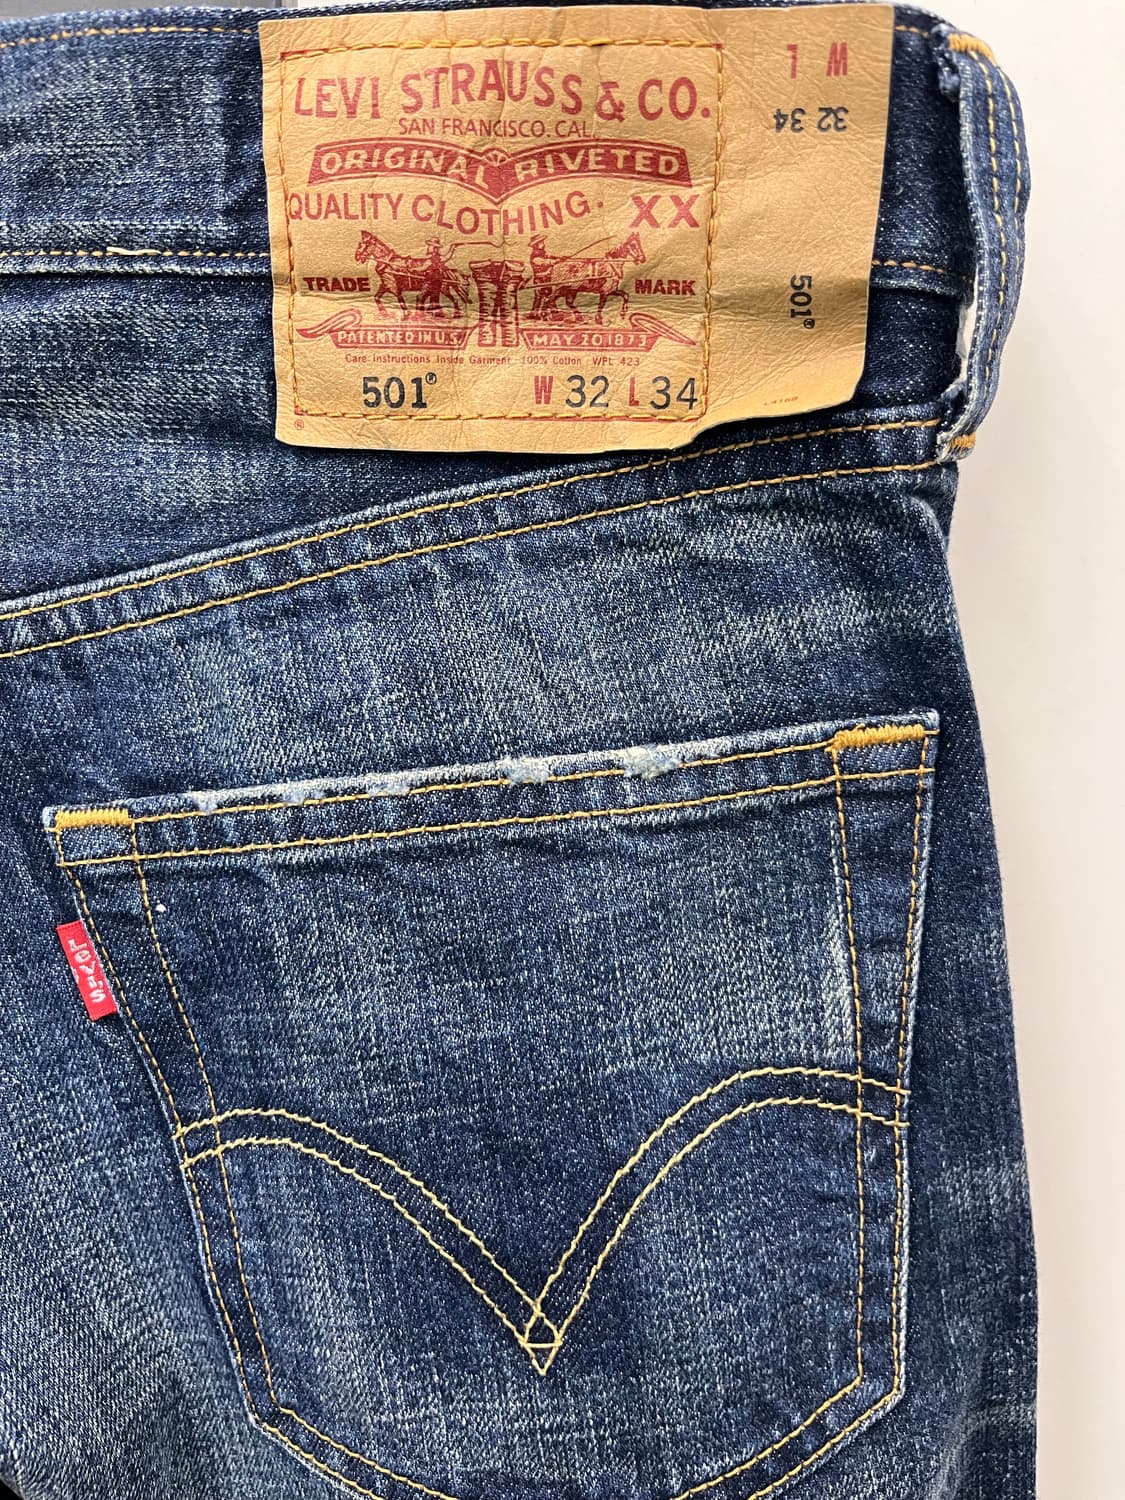 LEVI STRAUSS & CO.
SAN FRANCISCO. CAL.
ORIGINAL RIVETED
QUALITY CLOTHING. XX
TRADE MARK
PATENTED IN U.S. MAY 20 1873
Care Instructions Inside Garment 100% Cotton WPL 423
501® W 32 L 34
®
W L
32 34
501®
Levi's